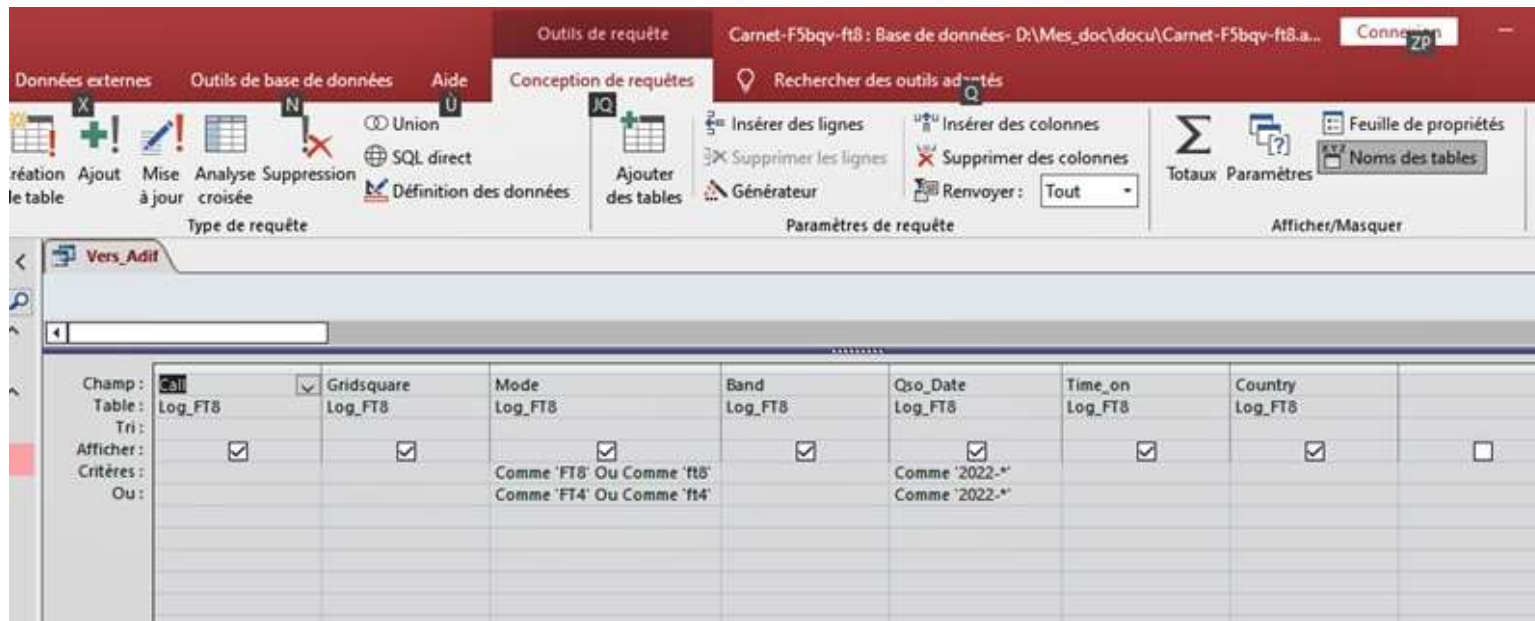 Outils de requête Carnet-F5bqv-ft8 : Base de données- D:\Mes_doc\docu\Carnet-F5bqv-ft8.a...
ZP
Données externes Outils de base de données Aide Conception de requêtes Rechercher des outils adaptés
X N Ù JQ Q
Union Insérer des lignes Insérer des colonnes Feuille de propriétés
SQL direct Supprimer les lignes Supprimer des colonnes Noms des tables
Ajout Mise à jour Analyse croisée Suppression Ajouter des tables Totaux Paramètres
Définition des données Générateur Renvoyer : Tout
Type de requête Paramètres de requête Afficher/Masquer
Vers_Adif
Champ : Call Gridsquare Mode Band Qso_Date Time_on Country
Table : Log_FT8 Log_FT8 Log_FT8 Log_FT8 Log_FT8 Log_FT8 Log_FT8
Tri :
Afficher :
Critères : Comme 'FT8' Ou Comme 'ft8' Comme '2022-*'
Ou : Comme 'FT4' Ou Comme 'ft4' Comme '2022-*'